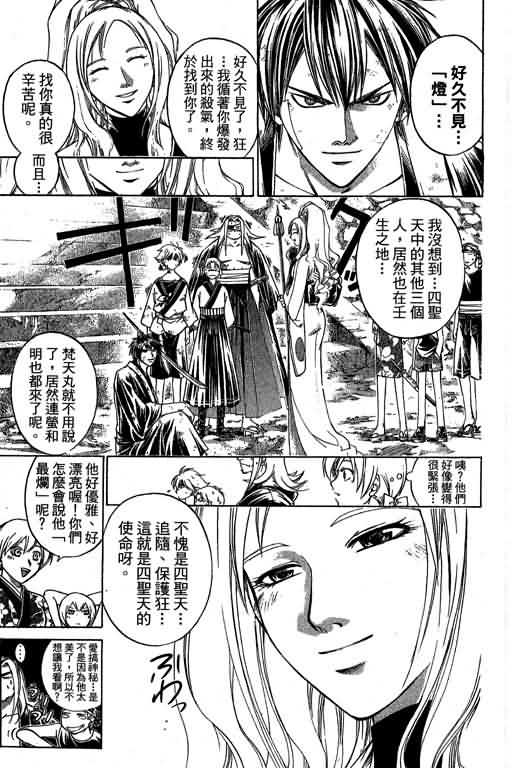 好久不見…
「燈」…
好久不見了，狂
…我循著你爆發
出來的殺氣，終
於找到你了。
找你真的很
辛苦呢。
而且
…
我沒想到…四聖
天中的其他三個
人，居然也在壬
生之地…
梵天丸就不用說
了，居然連螢和
明也都來了呢。
咦？他們
好像變得
很緊張…
不愧是四聖天…
追隨、保護狂…
這就是四聖天的
使命呀。
他好優雅、好
漂亮喔！你們
怎麼會說他「
最爛」呢？
ふわっ
愛搞神秘…是
不是因為他太
美了，所以不
想讓我看啊？
…